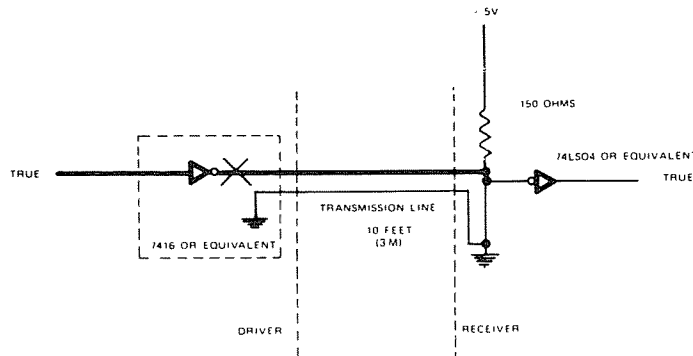 5V
150 OHMS
74LS04 OR EQUIVALENT
TRUE
TRUE
TRANSMISSION LINE
10 FEET
(3 M)
7416 OR EQUIVALENT
DRIVER
RECEIVER